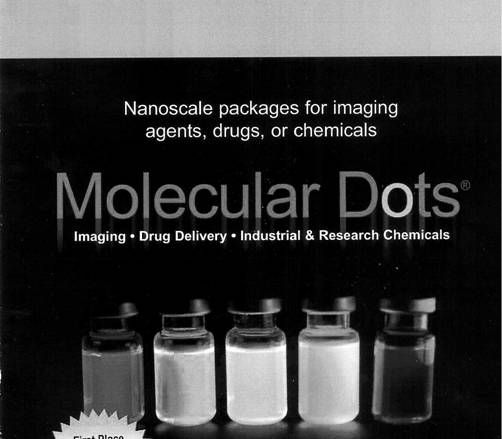 Nanoscale packages for imaging
agents, drugs, or chemicals
Molecular Dots®
Imaging • Drug Delivery • Industrial & Research Chemicals
First Place